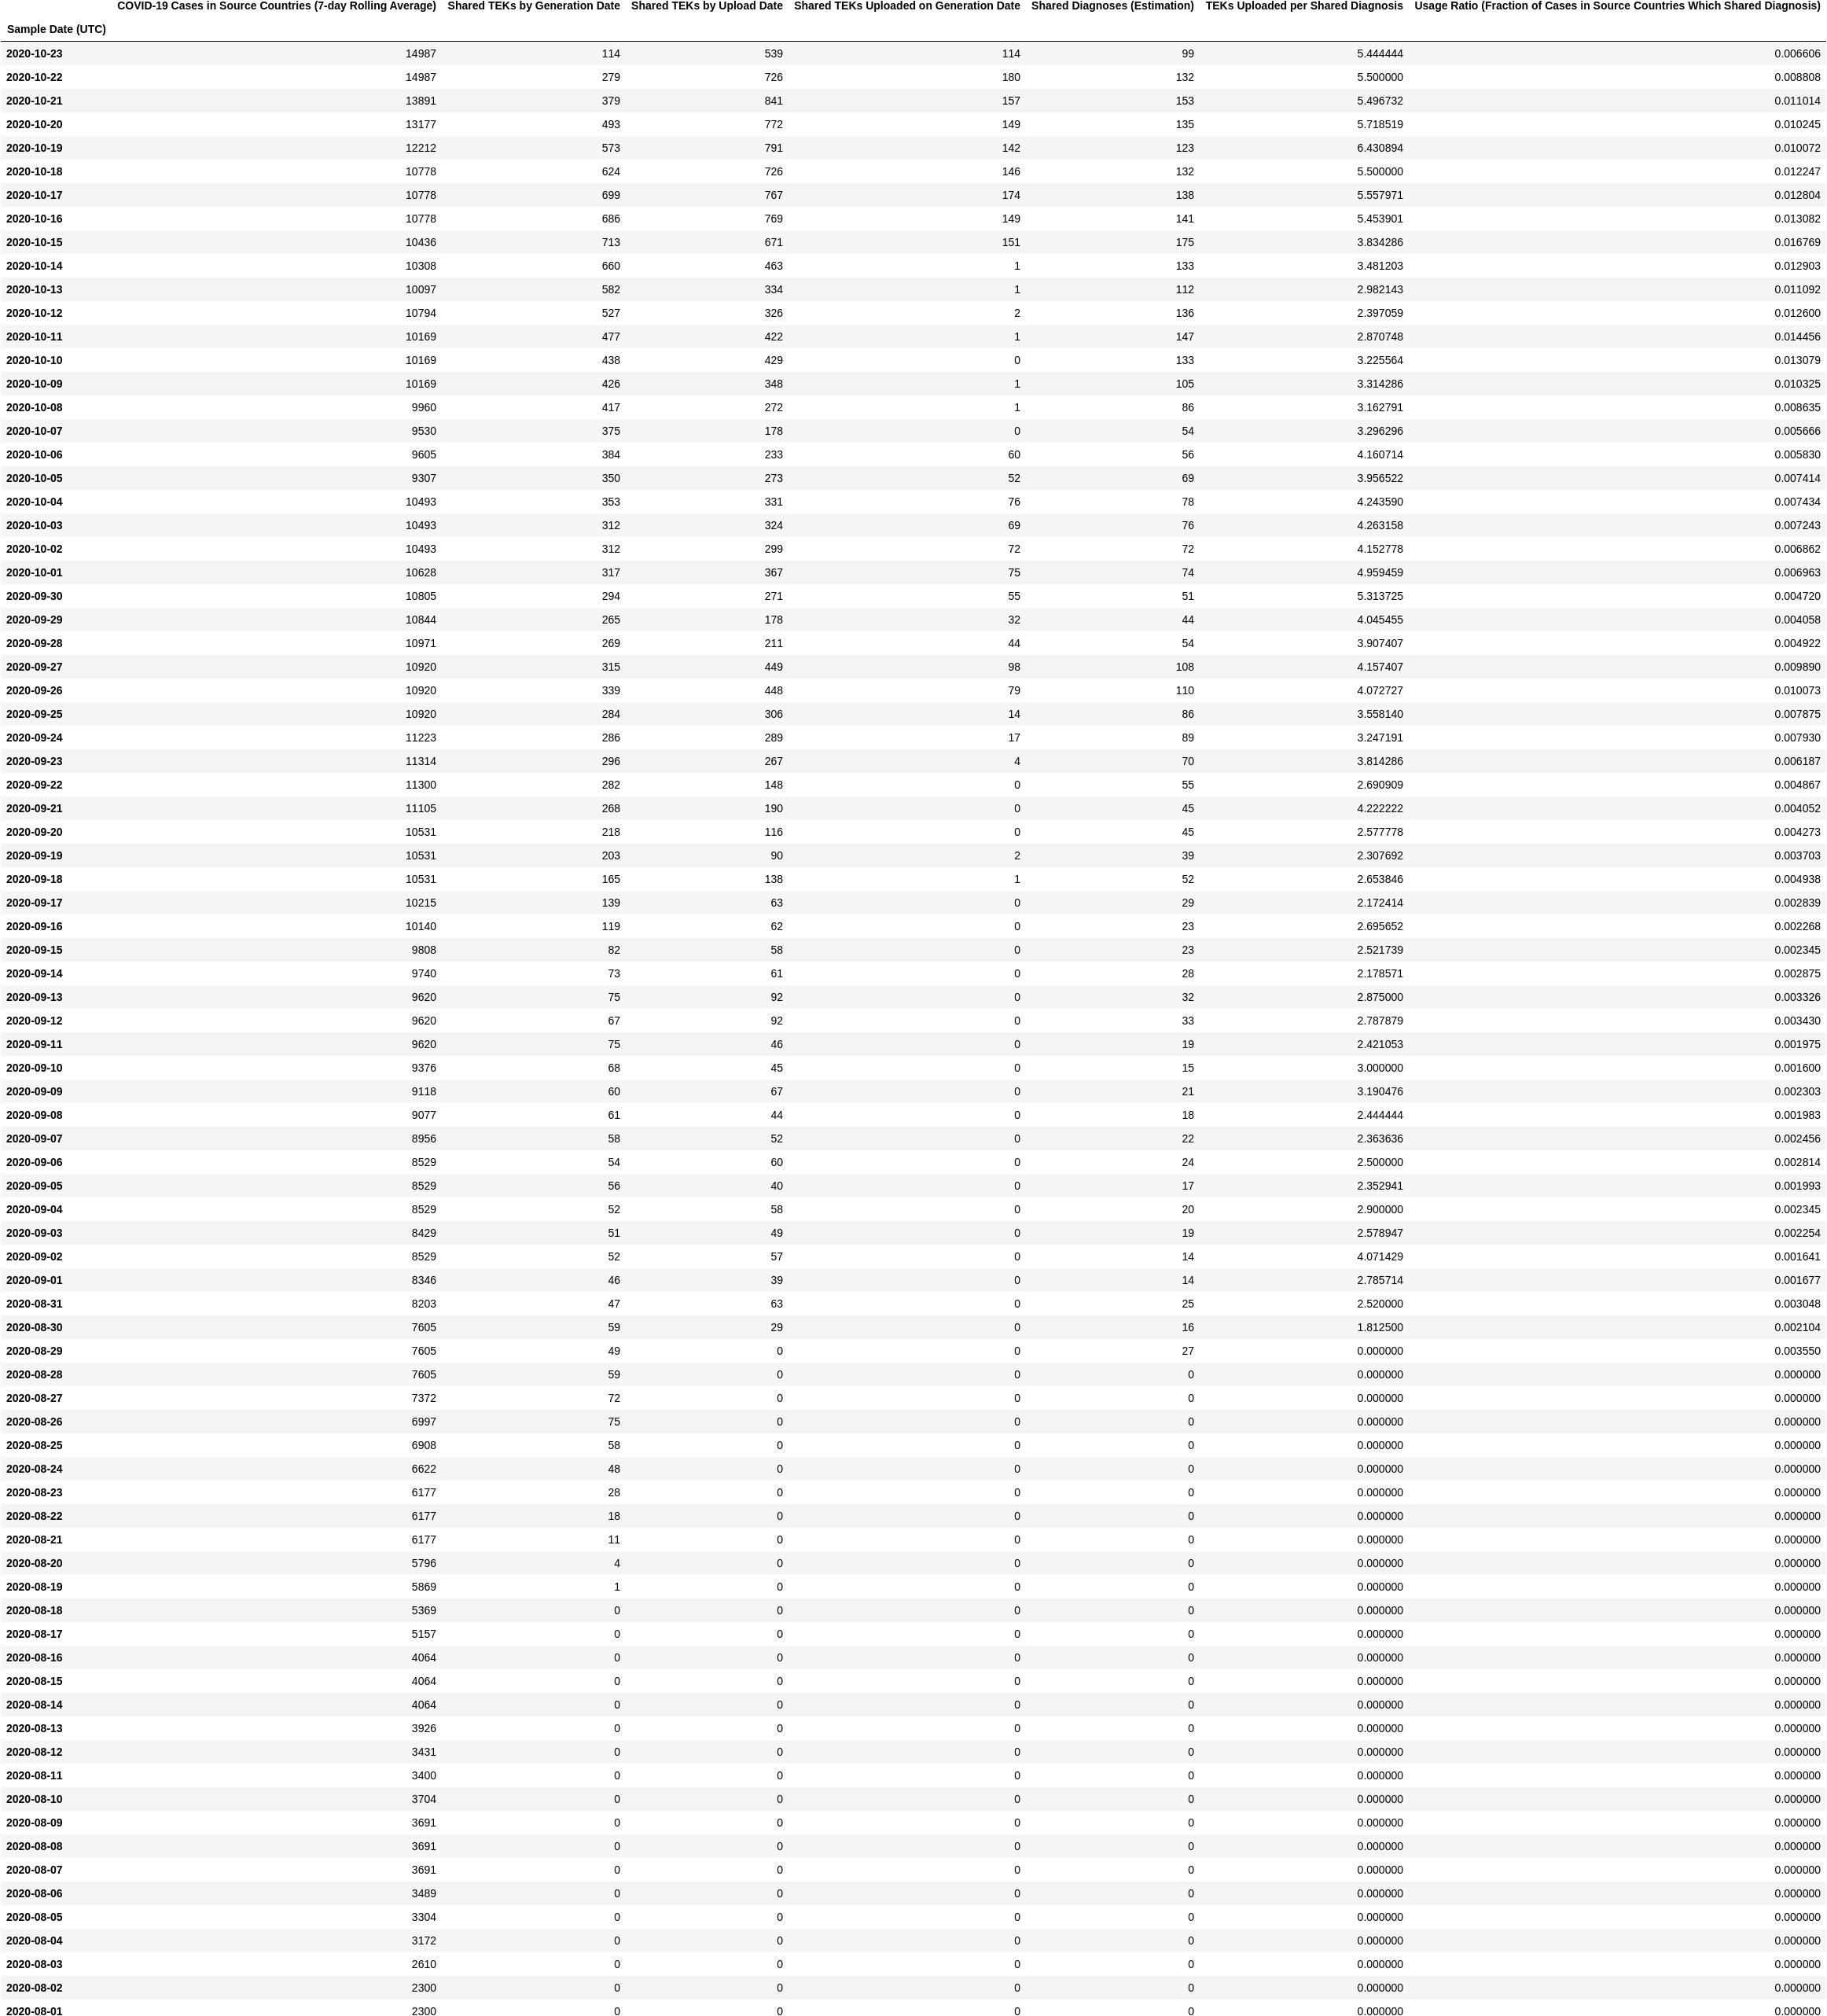 COVID-19 Cases in Source Countries (7-day Rolling Average) Shared TEKs by Generation Date Shared TEKs by Upload Date Shared TEKs Uploaded on Generation Date Shared Diagnoses (Estimation) TEKs Uploaded per Shared Diagnosis Usage Ratio (Fraction of Cases in Source Countries Which Shared Diagnosis)
Sample Date (UTC)
2020-10-23 14987 114 539 114 99 5.444444 0.006606
2020-10-22 14987 279 726 180 132 5.500000 0.008808
2020-10-21 13891 379 841 157 153 5.496732 0.011014
2020-10-20 13177 493 772 149 135 5.718519 0.010245
2020-10-19 12212 573 791 142 123 6.430894 0.010072
2020-10-18 10778 624 726 146 132 5.500000 0.012247
2020-10-17 10778 699 767 174 138 5.557971 0.012804
2020-10-16 10778 686 769 149 141 5.453901 0.013082
2020-10-15 10436 713 671 151 175 3.834286 0.016769
2020-10-14 10308 660 463 1 133 3.481203 0.012903
2020-10-13 10097 582 334 1 112 2.982143 0.011092
2020-10-12 10794 527 326 2 136 2.397059 0.012600
2020-10-11 10169 477 422 1 147 2.870748 0.014456
2020-10-10 10169 438 429 0 133 3.225564 0.013079
2020-10-09 10169 426 348 1 105 3.314286 0.010325
2020-10-08 9960 417 272 1 86 3.162791 0.008635
2020-10-07 9530 375 178 0 54 3.296296 0.005666
2020-10-06 9605 384 233 60 56 4.160714 0.005830
2020-10-05 9307 350 273 52 69 3.956522 0.007414
2020-10-04 10493 353 331 76 78 4.243590 0.007434
2020-10-03 10493 312 324 69 76 4.263158 0.007243
2020-10-02 10493 312 299 72 72 4.152778 0.006862
2020-10-01 10628 317 367 75 74 4.959459 0.006963
2020-09-30 10805 294 271 55 51 5.313725 0.004720
2020-09-29 10844 265 178 32 44 4.045455 0.004058
2020-09-28 10971 269 211 44 54 3.907407 0.004922
2020-09-27 10920 315 449 98 108 4.157407 0.009890
2020-09-26 10920 339 448 79 110 4.072727 0.010073
2020-09-25 10920 284 306 14 86 3.558140 0.007875
2020-09-24 11223 286 289 17 89 3.247191 0.007930
2020-09-23 11314 296 267 4 70 3.814286 0.006187
2020-09-22 11300 282 148 0 55 2.690909 0.004867
2020-09-21 11105 268 190 0 45 4.222222 0.004052
2020-09-20 10531 218 116 0 45 2.577778 0.004273
2020-09-19 10531 203 90 2 39 2.307692 0.003703
2020-09-18 10531 165 138 1 52 2.653846 0.004938
2020-09-17 10215 139 63 0 29 2.172414 0.002839
2020-09-16 10140 119 62 0 23 2.695652 0.002268
2020-09-15 9808 82 58 0 23 2.521739 0.002345
2020-09-14 9740 73 61 0 28 2.178571 0.002875
2020-09-13 9620 75 92 0 32 2.875000 0.003326
2020-09-12 9620 67 92 0 33 2.787879 0.003430
2020-09-11 9620 75 46 0 19 2.421053 0.001975
2020-09-10 9376 68 45 0 15 3.000000 0.001600
2020-09-09 9118 60 67 0 21 3.190476 0.002303
2020-09-08 9077 61 44 0 18 2.444444 0.001983
2020-09-07 8956 58 52 0 22 2.363636 0.002456
2020-09-06 8529 54 60 0 24 2.500000 0.002814
2020-09-05 8529 56 40 0 17 2.352941 0.001993
2020-09-04 8529 52 58 0 20 2.900000 0.002345
2020-09-03 8429 51 49 0 19 2.578947 0.002254
2020-09-02 8529 52 57 0 14 4.071429 0.001641
2020-09-01 8346 46 39 0 14 2.785714 0.001677
2020-08-31 8203 47 63 0 25 2.520000 0.003048
2020-08-30 7605 59 29 0 16 1.812500 0.002104
2020-08-29 7605 49 0 0 27 0.000000 0.003550
2020-08-28 7605 59 0 0 0 0.000000 0.000000
2020-08-27 7372 72 0 0 0 0.000000 0.000000
2020-08-26 6997 75 0 0 0 0.000000 0.000000
2020-08-25 6908 58 0 0 0 0.000000 0.000000
2020-08-24 6622 48 0 0 0 0.000000 0.000000
2020-08-23 6177 28 0 0 0 0.000000 0.000000
2020-08-22 6177 18 0 0 0 0.000000 0.000000
2020-08-21 6177 11 0 0 0 0.000000 0.000000
2020-08-20 5796 4 0 0 0 0.000000 0.000000
2020-08-19 5869 1 0 0 0 0.000000 0.000000
2020-08-18 5369 0 0 0 0 0.000000 0.000000
2020-08-17 5157 0 0 0 0 0.000000 0.000000
2020-08-16 4064 0 0 0 0 0.000000 0.000000
2020-08-15 4064 0 0 0 0 0.000000 0.000000
2020-08-14 4064 0 0 0 0 0.000000 0.000000
2020-08-13 3926 0 0 0 0 0.000000 0.000000
2020-08-12 3431 0 0 0 0 0.000000 0.000000
2020-08-11 3400 0 0 0 0 0.000000 0.000000
2020-08-10 3704 0 0 0 0 0.000000 0.000000
2020-08-09 3691 0 0 0 0 0.000000 0.000000
2020-08-08 3691 0 0 0 0 0.000000 0.000000
2020-08-07 3691 0 0 0 0 0.000000 0.000000
2020-08-06 3489 0 0 0 0 0.000000 0.000000
2020-08-05 3304 0 0 0 0 0.000000 0.000000
2020-08-04 3172 0 0 0 0 0.000000 0.000000
2020-08-03 2610 0 0 0 0 0.000000 0.000000
2020-08-02 2300 0 0 0 0 0.000000 0.000000
2020-08-01 2300 0 0 0 0 0.000000 0.000000